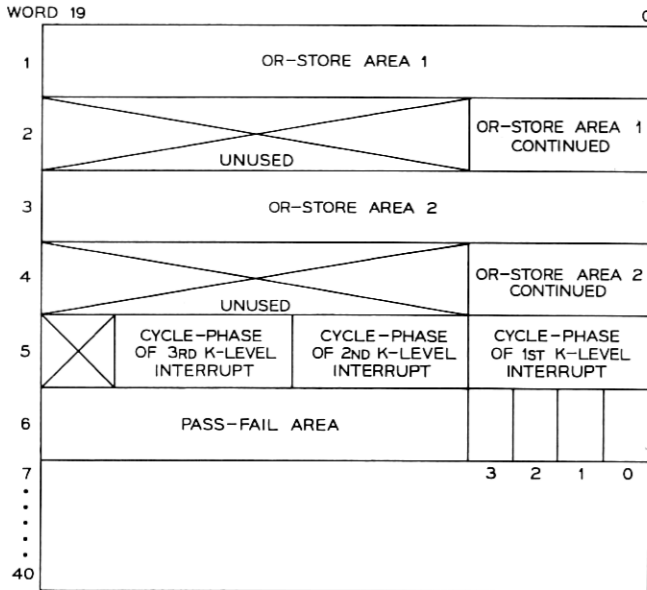 WORD 19 0
1 OR-STORE AREA 1
2 UNUSED OR-STORE AREA 1 CONTINUED
3 OR-STORE AREA 2
4 UNUSED OR-STORE AREA 2 CONTINUED
5 CYCLE-PHASE OF 3RD K-LEVEL INTERRUPT CYCLE-PHASE OF 2ND K-LEVEL INTERRUPT CYCLE-PHASE OF 1ST K-LEVEL INTERRUPT
6 PASS-FAIL AREA
7 3 2 1 0
40